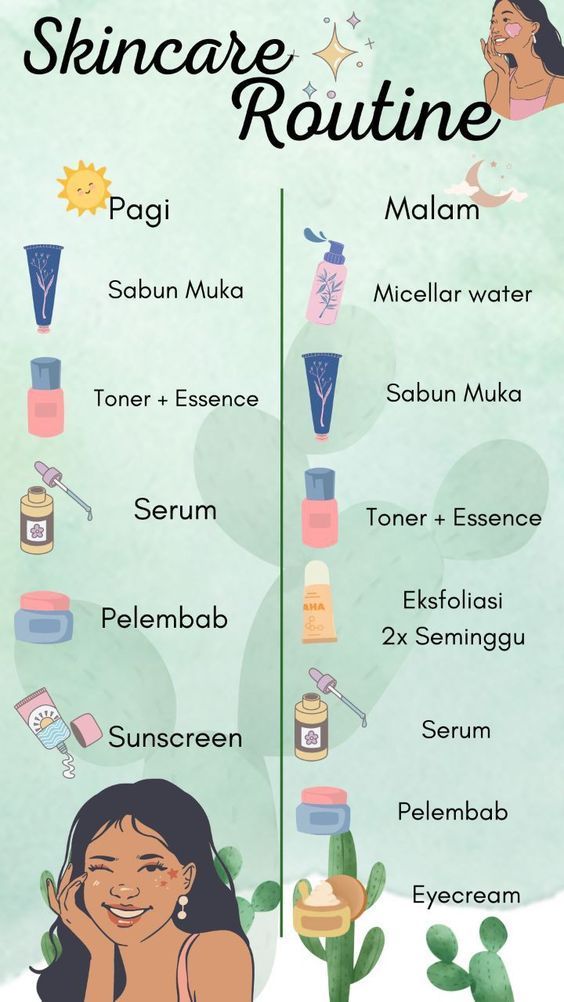 Skincare
Routine
Pagi
Sabun Muka
Toner + Essence
Serum
Pelembab
Sunscreen
Malam
Micellar water
Sabun Muka
Toner + Essence
AHA
Eksfoliasi
2x Seminggu
Serum
Pelembab
Eyecream